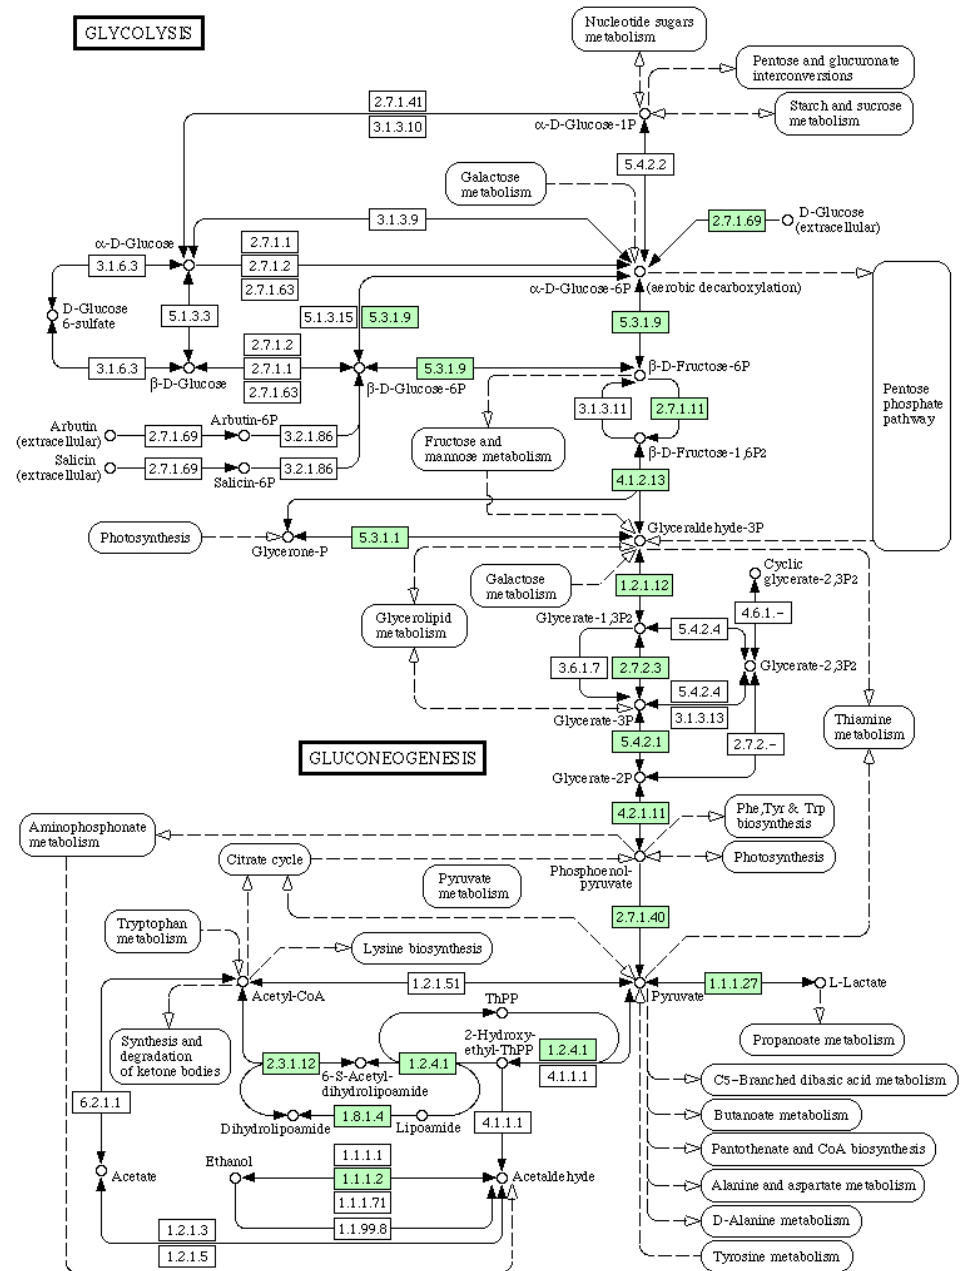 GLYCOLYSIS
Nucleotide sugars
metabolism
Pentose and glucuronate
interconversions
Starch and sucrose
metabolism
2.7.1.41
3.1.3.10
α-D-Glucose-1P
5.4.2.2
Galactose
metabolism
3.1.3.9
2.7.1.69
D-Glucose
(extracellular)
α-D-Glucose
2.7.1.1
2.7.1.2
2.7.1.63
3.1.6.3
α-D-Glucose-6P
(aerobic decarboxylation)
D-Glucose
6-sulfate
5.1.3.3
5.1.3.15
5.3.1.9
5.3.1.9
3.1.6.3
β-D-Glucose
2.7.1.2
2.7.1.1
2.7.1.63
5.3.1.9
β-D-Glucose-6P
β-D-Fructose-6P
Pentose
phosphate
pathway
3.1.3.11
2.7.1.11
Arbutin
(extracellular)
2.7.1.69
Arbutin-6P
3.2.1.86
Salicin
(extracellular)
2.7.1.69
Salicin-6P
3.2.1.86
Fructose and
mannose metabolism
β-D-Fructose-1,6P2
4.1.2.13
Photosynthesis
Glycerone-P
5.3.1.1
Glyceraldehyde-3P
Galactose
metabolism
1.2.1.12
Cyclic
glycerate-2,3P2
Glycerolipid
metabolism
Glycerate-1,3P2
5.4.2.4
4.6.1.-
3.6.1.7
2.7.2.3
Glycerate-2,3P2
5.4.2.4
3.1.3.13
Glycerate-3P
5.4.2.1
2.7.2.-
Thiamine
metabolism
GLUCONEOGENESIS
Glycerate-2P
4.2.1.11
Aminophosphonate
metabolism
Phe,Tyr & Trp
biosynthesis
Citrate cycle
Photosynthesis
Phosphoenol-
pyruvate
Pyruvate
metabolism
2.7.1.40
Tryptophan
metabolism
Lysine biosynthesis
Acetyl-CoA
1.2.1.51
Pyruvate
1.1.1.27
L-Lactate
ThPP
Synthesis and
degradation
of ketone bodies
2-Hydroxy-
ethyl-ThPP
Propanoate metabolism
2.3.1.12
1.2.4.1
1.2.4.1
4.1.1.1
6-S-Acetyl-
dihydrolipoamide
C5-Branched dibasic acid metabolism
6.2.1.1
Dihydrolipoamide
1.8.1.4
Lipoamide
4.1.1.1
Butanoate metabolism
Pantothenate and CoA biosynthesis
Acetate
Ethanol
1.1.1.1
1.1.1.2
1.1.1.71
1.1.99.8
Acetaldehyde
Alanine and aspartate metabolism
D-Alanine metabolism
1.2.1.3
1.2.1.5
Tyrosine metabolism